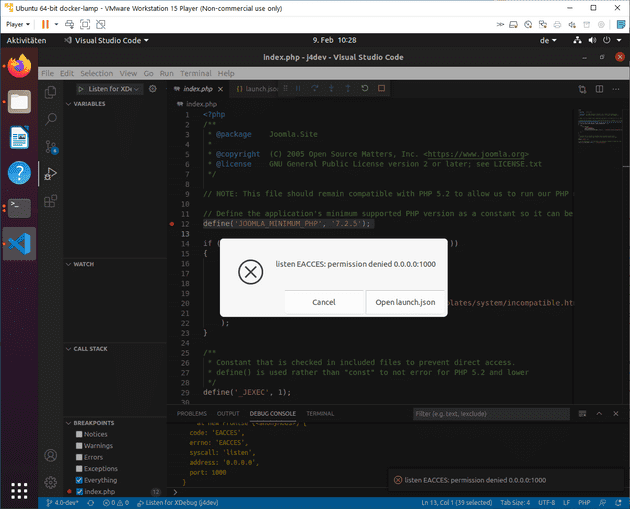 Ubuntu 64-bit docker-lamp - VMware Workstation 15 Player (Non-commercial use only)
Player
Aktivitäten
Visual Studio Code
9. Feb 10:28
de
index.php - j4dev - Visual Studio Code
File Edit Selection View Go Run Terminal Help
Listen for XDeb
index.php
launch.json
VARIABLES
index.php
1 <?php
2 /**
3 * @package Joomla.Site
4 *
5 * @copyright (C) 2005 Open Source Matters, Inc. <https://www.joomla.org>
6 * @license GNU General Public License version 2 or later; see LICENSE.txt
7 */
8
9 // NOTE: This file should remain compatible with PHP 5.2 to allow us to run our PHP
10
11 // Define the application's minimum supported PHP version as a constant so it can be
12 define('JOOMLA_MINIMUM_PHP', '7.2.5');
13
14 if ( ))
15 {
16
17
18
19
20 plates/system/incompatible.ht
21
22 );
23 }
24
25 /**
26 * Constant that is checked in included files to prevent direct access.
27 * define() is used rather than "const" to not error for PHP 5.2 and lower
28 */
29 define('_JEXEC', 1);
30
listen EACCES: permission denied 0.0.0.0:1000
Cancel
Open launch.json
WATCH
CALL STACK
BREAKPOINTS
Notices
Warnings
Errors
Exceptions
Everything
index.php 12
PROBLEMS OUTPUT DEBUG CONSOLE TERMINAL
Filter (e.g. text, !exclude)
code: 'EACCES',
errno: 'EACCES',
syscall: 'listen',
address: '0.0.0.0',
port: 1000
}
listen EACCES: permission denied 0.0.0.0:1000
4.0-dev*
0 0
Listen for XDebug (j4dev)
Ln 13, Col 1 (39 selected)
Tab Size: 4
UTF-8
LF
PHP